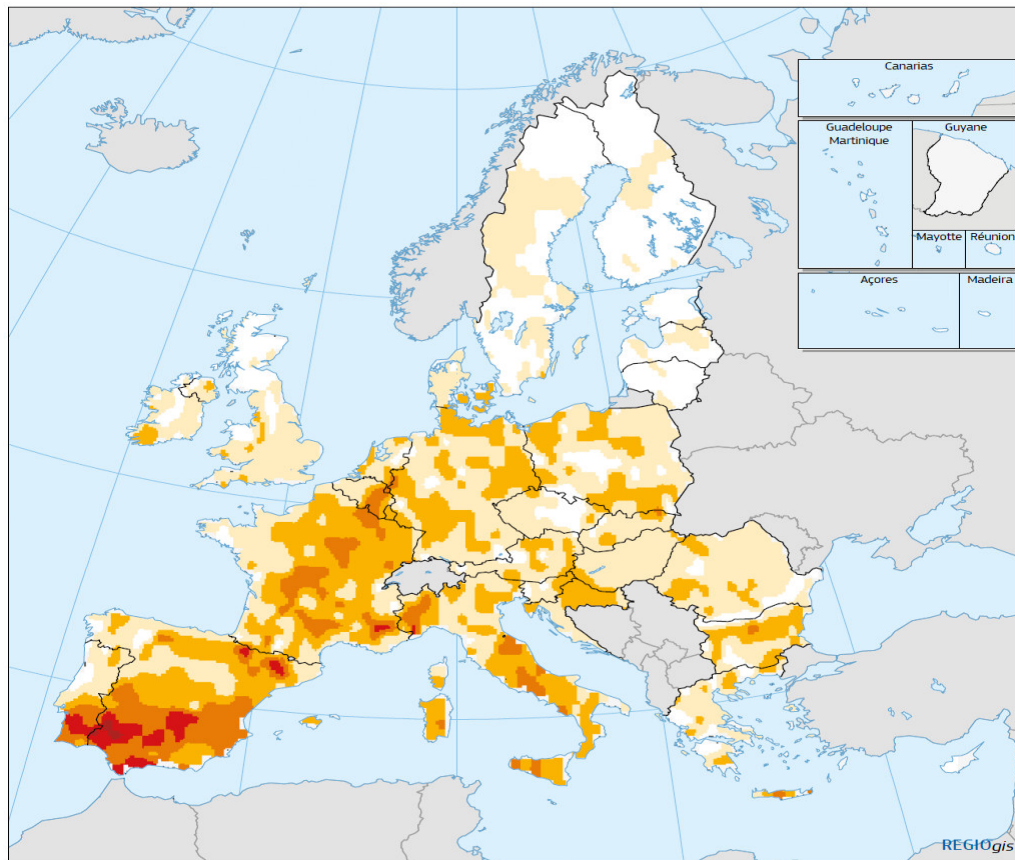 Canarias
Guadeloupe
Martinique
Guyane
Mayotte
Réunion
Açores
Madeira
REGIOgis